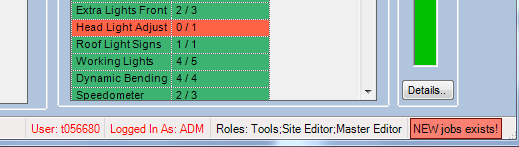 Extra Lights Front 2 / 3
Head Light Adjust 0 / 1
Roof Light Signs 1 / 1
Working Lights 4 / 5
Dynamic Bending 4 / 4
Speedometer 2 / 3
Details..
User: t056680 Logged In As: ADM Roles: Tools;Site Editor;Master Editor NEW jobs exists!